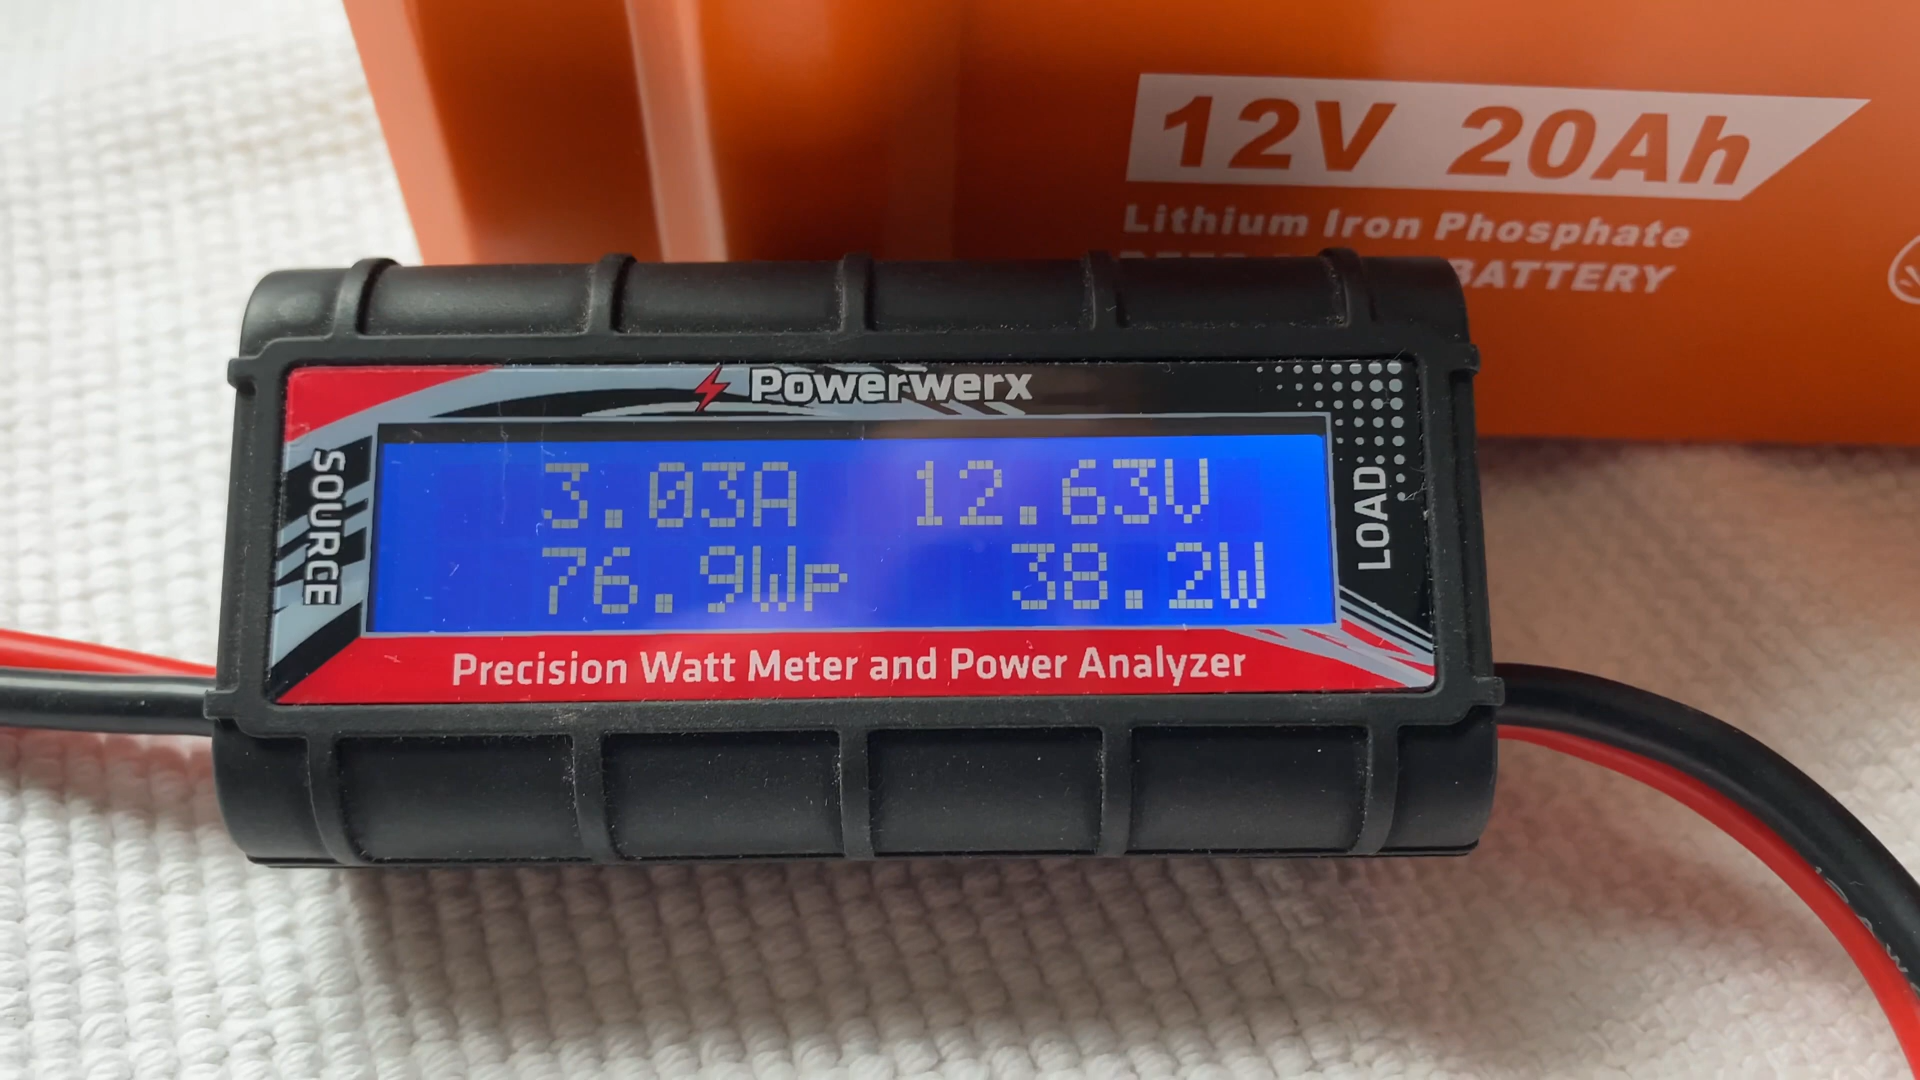 12V 20Ah
Lithium Iron Phosphate
BATTERY
Powerwerx
SOURCE
3.03A 12.63V
76.9Wp 38.2W
LOAD
Precision Watt Meter and Power Analyzer